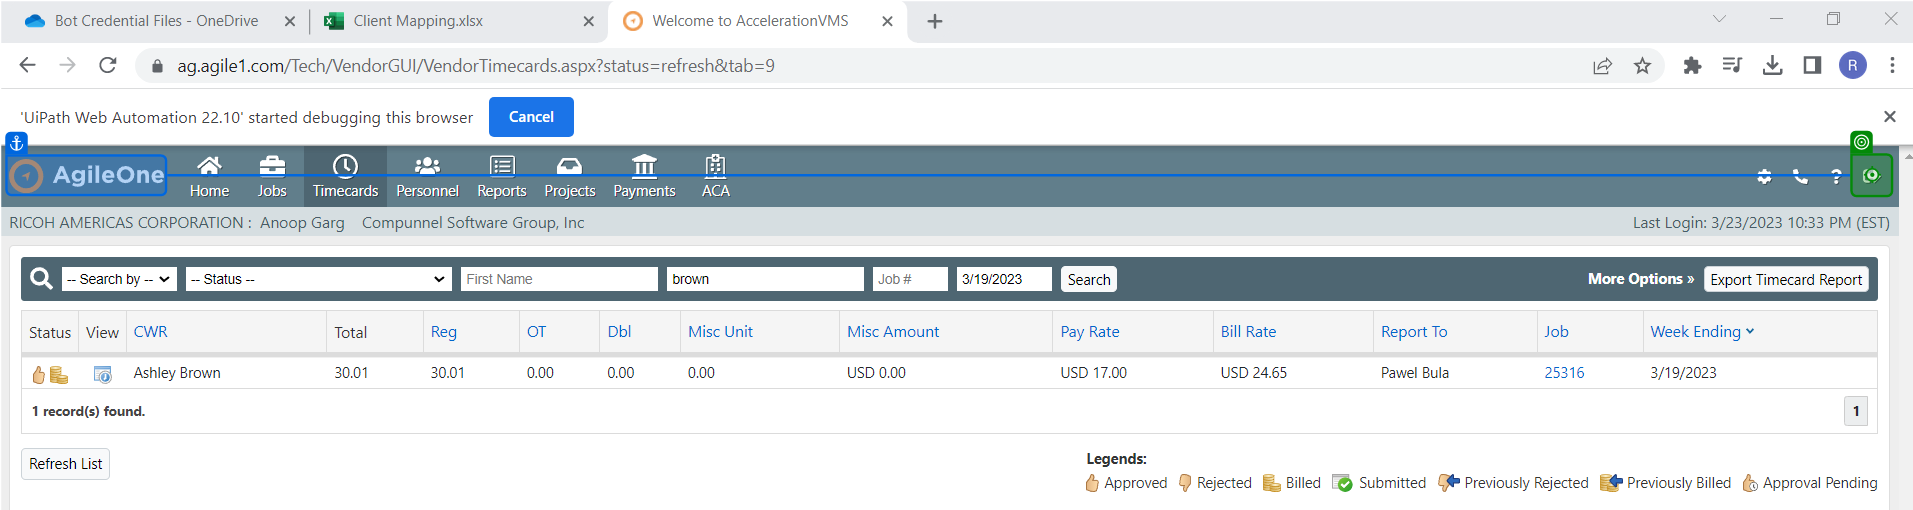 Bot Credential Files - OneDrive
Client Mapping.xlsx
Welcome to AccelerationVMS
ag.agile1.com/Tech/VendorGUI/VendorTimecards.aspx?status=refresh&tab=9
R
'UiPath Web Automation 22.10' started debugging this browser Cancel
AgileOne Home Jobs Timecards Personnel Reports Projects Payments ACA ?
RICOH AMERICAS CORPORATION : Anoop Garg Compunnel Software Group, Inc Last Login: 3/23/2023 10:33 PM (EST)
-- Search by -- -- Status -- First Name brown Job # 3/19/2023 Search More Options » Export Timecard Report
Status View CWR Total Reg OT Dbl Misc Unit Misc Amount Pay Rate Bill Rate Report To Job Week Ending
Ashley Brown 30.01 30.01 0.00 0.00 0.00 USD 0.00 USD 17.00 USD 24.65 Pawel Bula 25316 3/19/2023
1 record(s) found. 1
Refresh List
Legends:
Approved Rejected Billed Submitted Previously Rejected Previously Billed Approval Pending